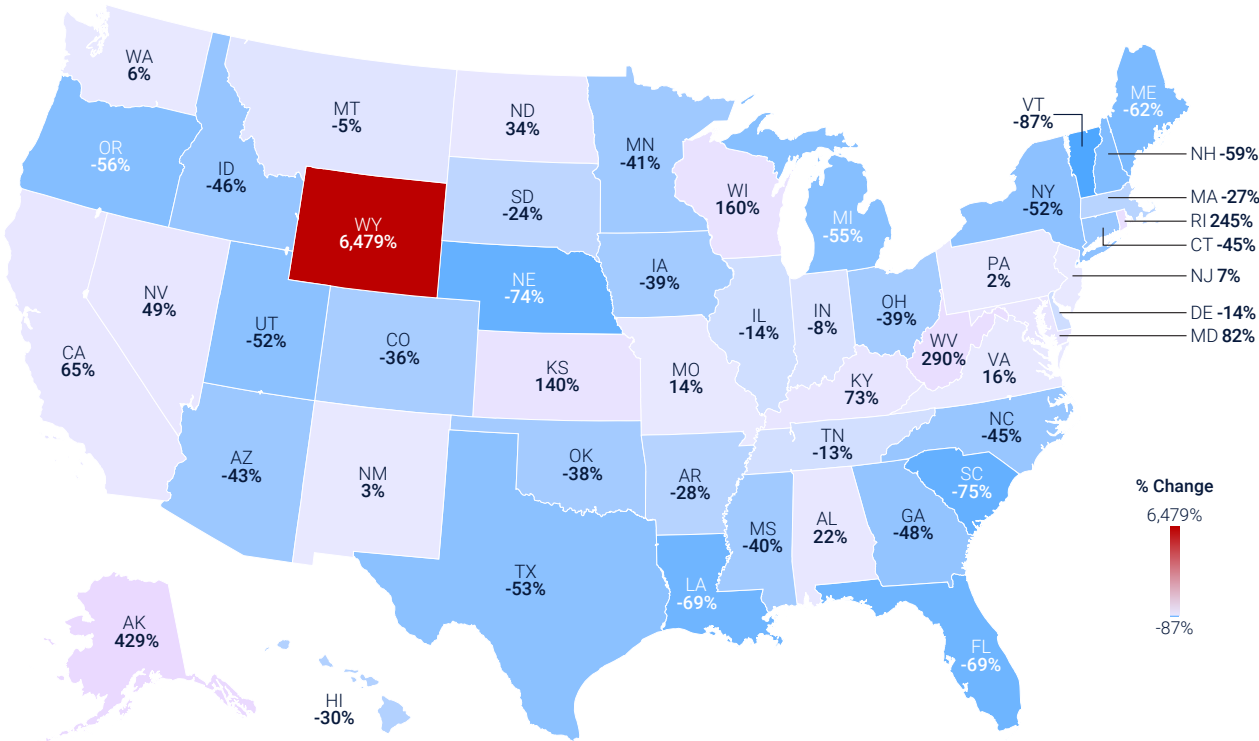 WA
6%
MT
-5%
ND
34%
MN
-41%
OR
-56%
ID
-46%
WY
6,479%
SD
-24%
WI
160%
MI
-55%
VT
-87%
ME
-62%
NH -59%
NY
-52%
MA -27%
RI 245%
CT -45%
NV
49%
UT
-52%
CO
-36%
NE
-74%
IA
-39%
IL
-14%
IN
-8%
OH
-39%
PA
2%
NJ 7%
DE -14%
MD 82%
CA
65%
KS
140%
MO
14%
KY
73%
WV
290%
VA
16%
AZ
-43%
NM
3%
OK
-38%
AR
-28%
TN
-13%
NC
-45%
SC
-75%
TX
-53%
LA
-69%
MS
-40%
AL
22%
GA
-48%
FL
-69%
AK
429%
HI
-30%
% Change
6,479%
-87%